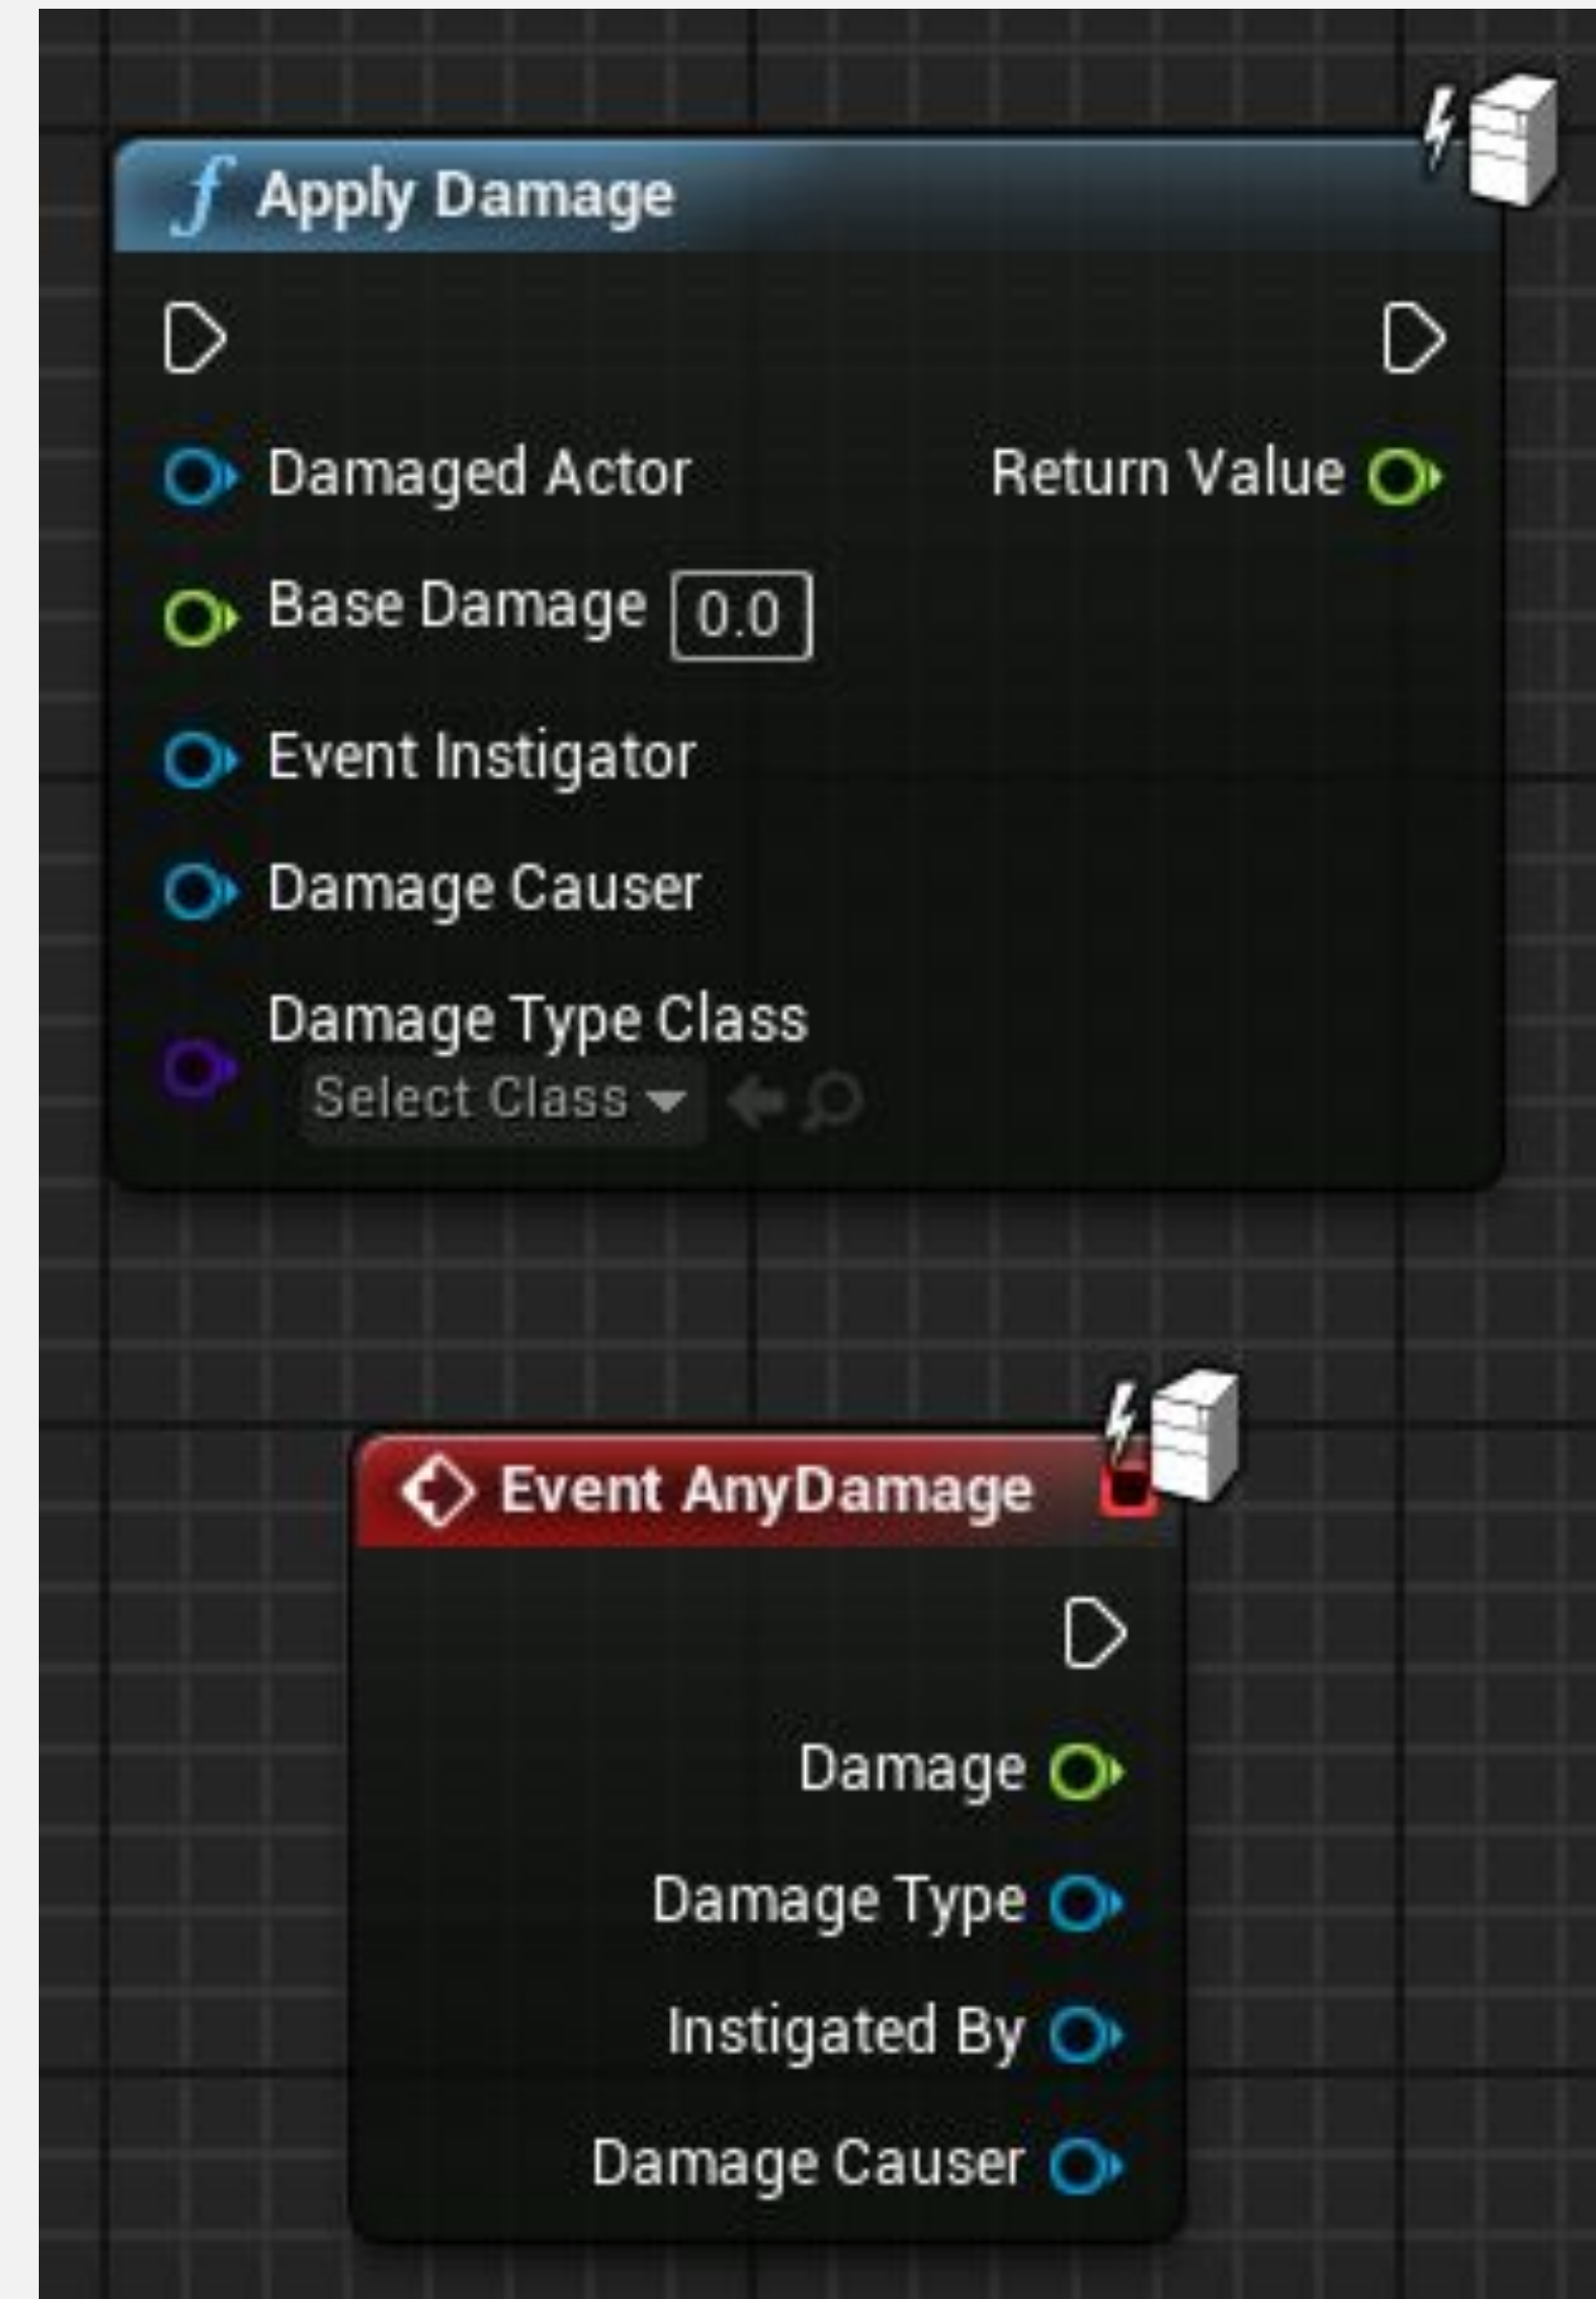 f Apply Damage
Damaged Actor Return Value
Base Damage 0.0
Event Instigator
Damage Causer
Damage Type Class
Select Class
Event AnyDamage
Damage
Damage Type
Instigated By
Damage Causer